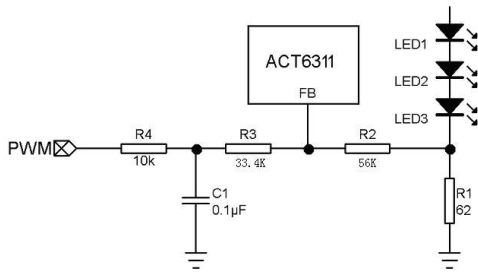 LED1
ACT6311
LED2
FB
LED3
PWM
R4
R3
R2
10k
33.4K
56K
C1
0.1µF
R1
62